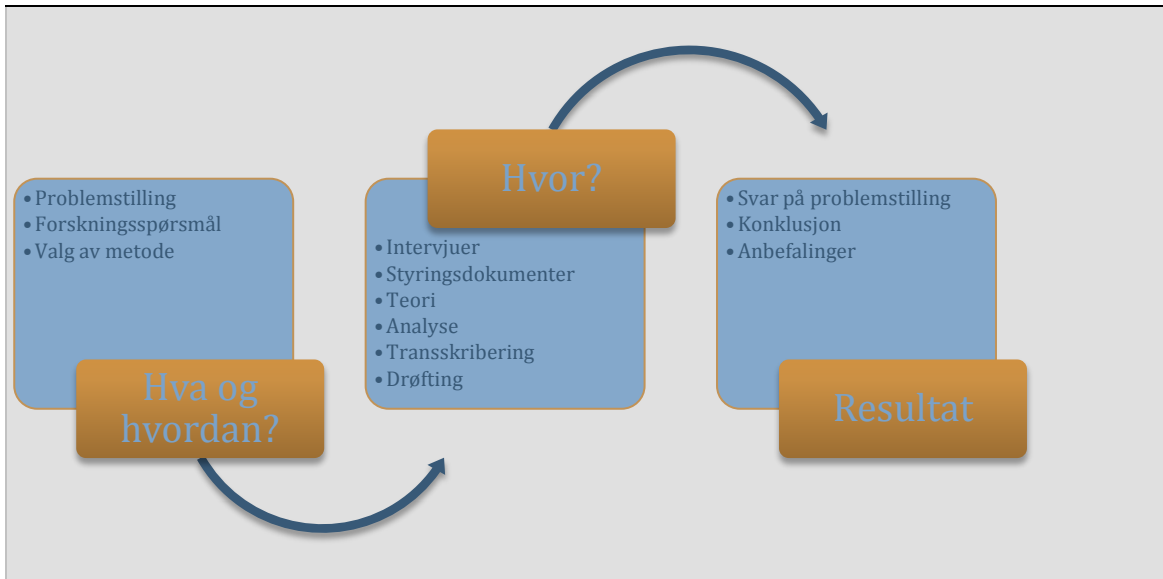 • Problemstilling
• Forskningsspørsmål
• Valg av metode
Hva og
hvordan?
Hvor?
• Intervjuer
• Styringsdokumenter
• Teori
• Analyse
• Transskribering
• Drøfting
• Svar på problemstilling
• Konklusjon
• Anbefalinger
Resultat